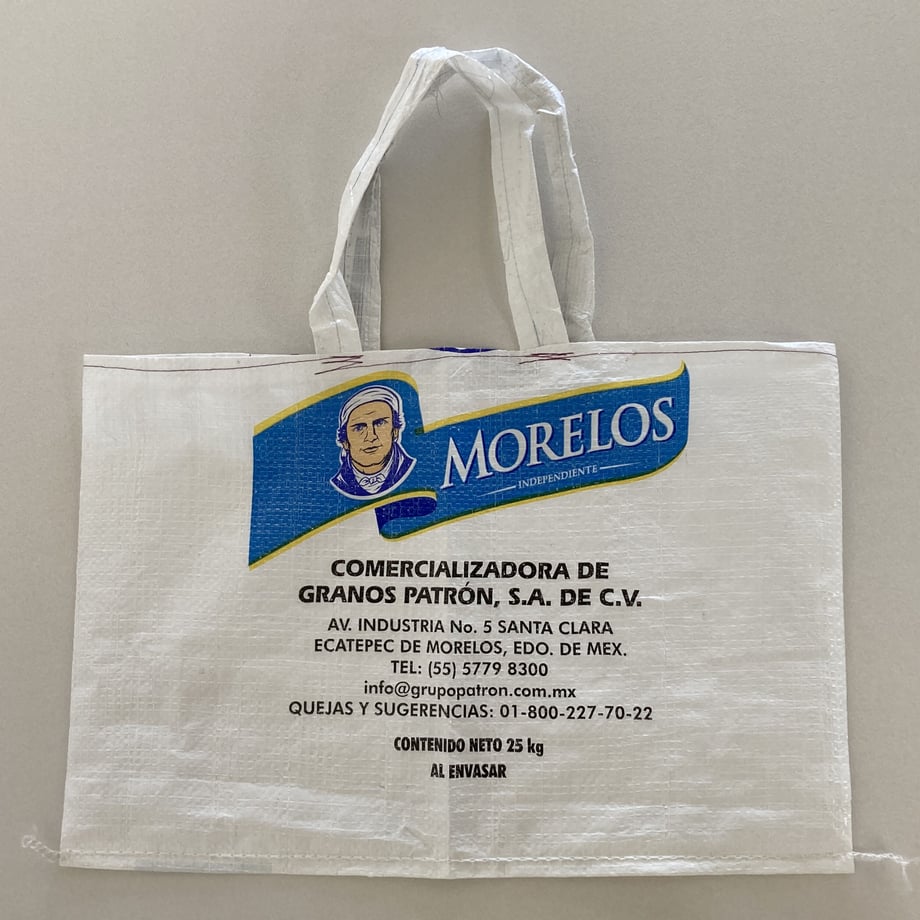 MORELOS
INDEPENDIENTE
COMERCIALIZADORA DE
GRANOS PATRÓN, S.A. DE C.V.
AV. INDUSTRIA No. 5 SANTA CLARA
ECATEPEC DE MORELOS, EDO. DE MEX.
TEL: (55) 5779 8300
info@grupopatron.com.mx
QUEJAS Y SUGERENCIAS: 01-800-227-70-22
CONTENIDO NETO 25 kg
AL ENVASAR